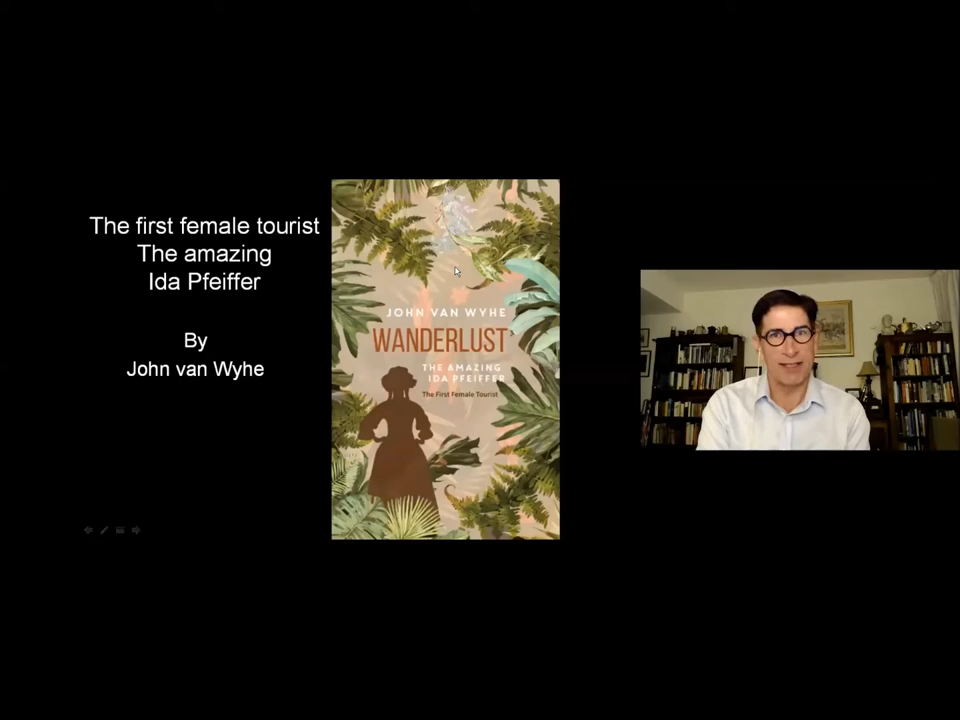 The first female tourist
The amazing
Ida Pfeiffer
By
John van Wyhe
JOHN VAN WYHE
WANDERLUST
THE AMAZING
IDA PFEIFFER
The First Female Tourist